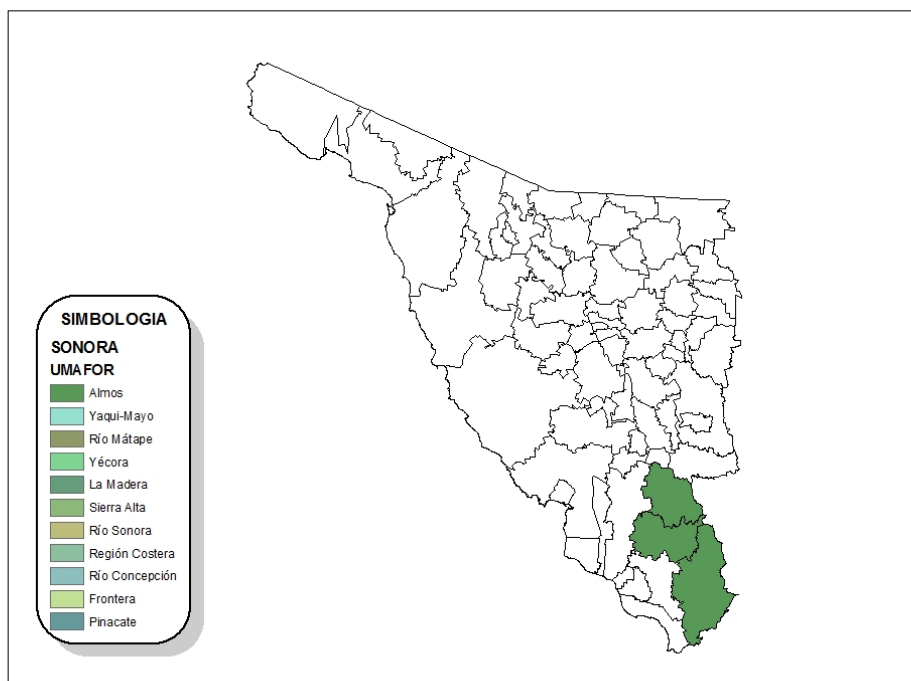 SIMBOLOGIA
SONORA
UMAFOR
Almos
Yaqui-Mayo
Río Mátape
Yécora
La Madera
Sierra Alta
Río Sonora
Región Costera
Río Concepción
Frontera
Pinacate